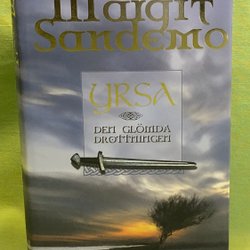 Margit
Sandemo
YRSA
DEN GLÖMDA
DROTTNINGEN